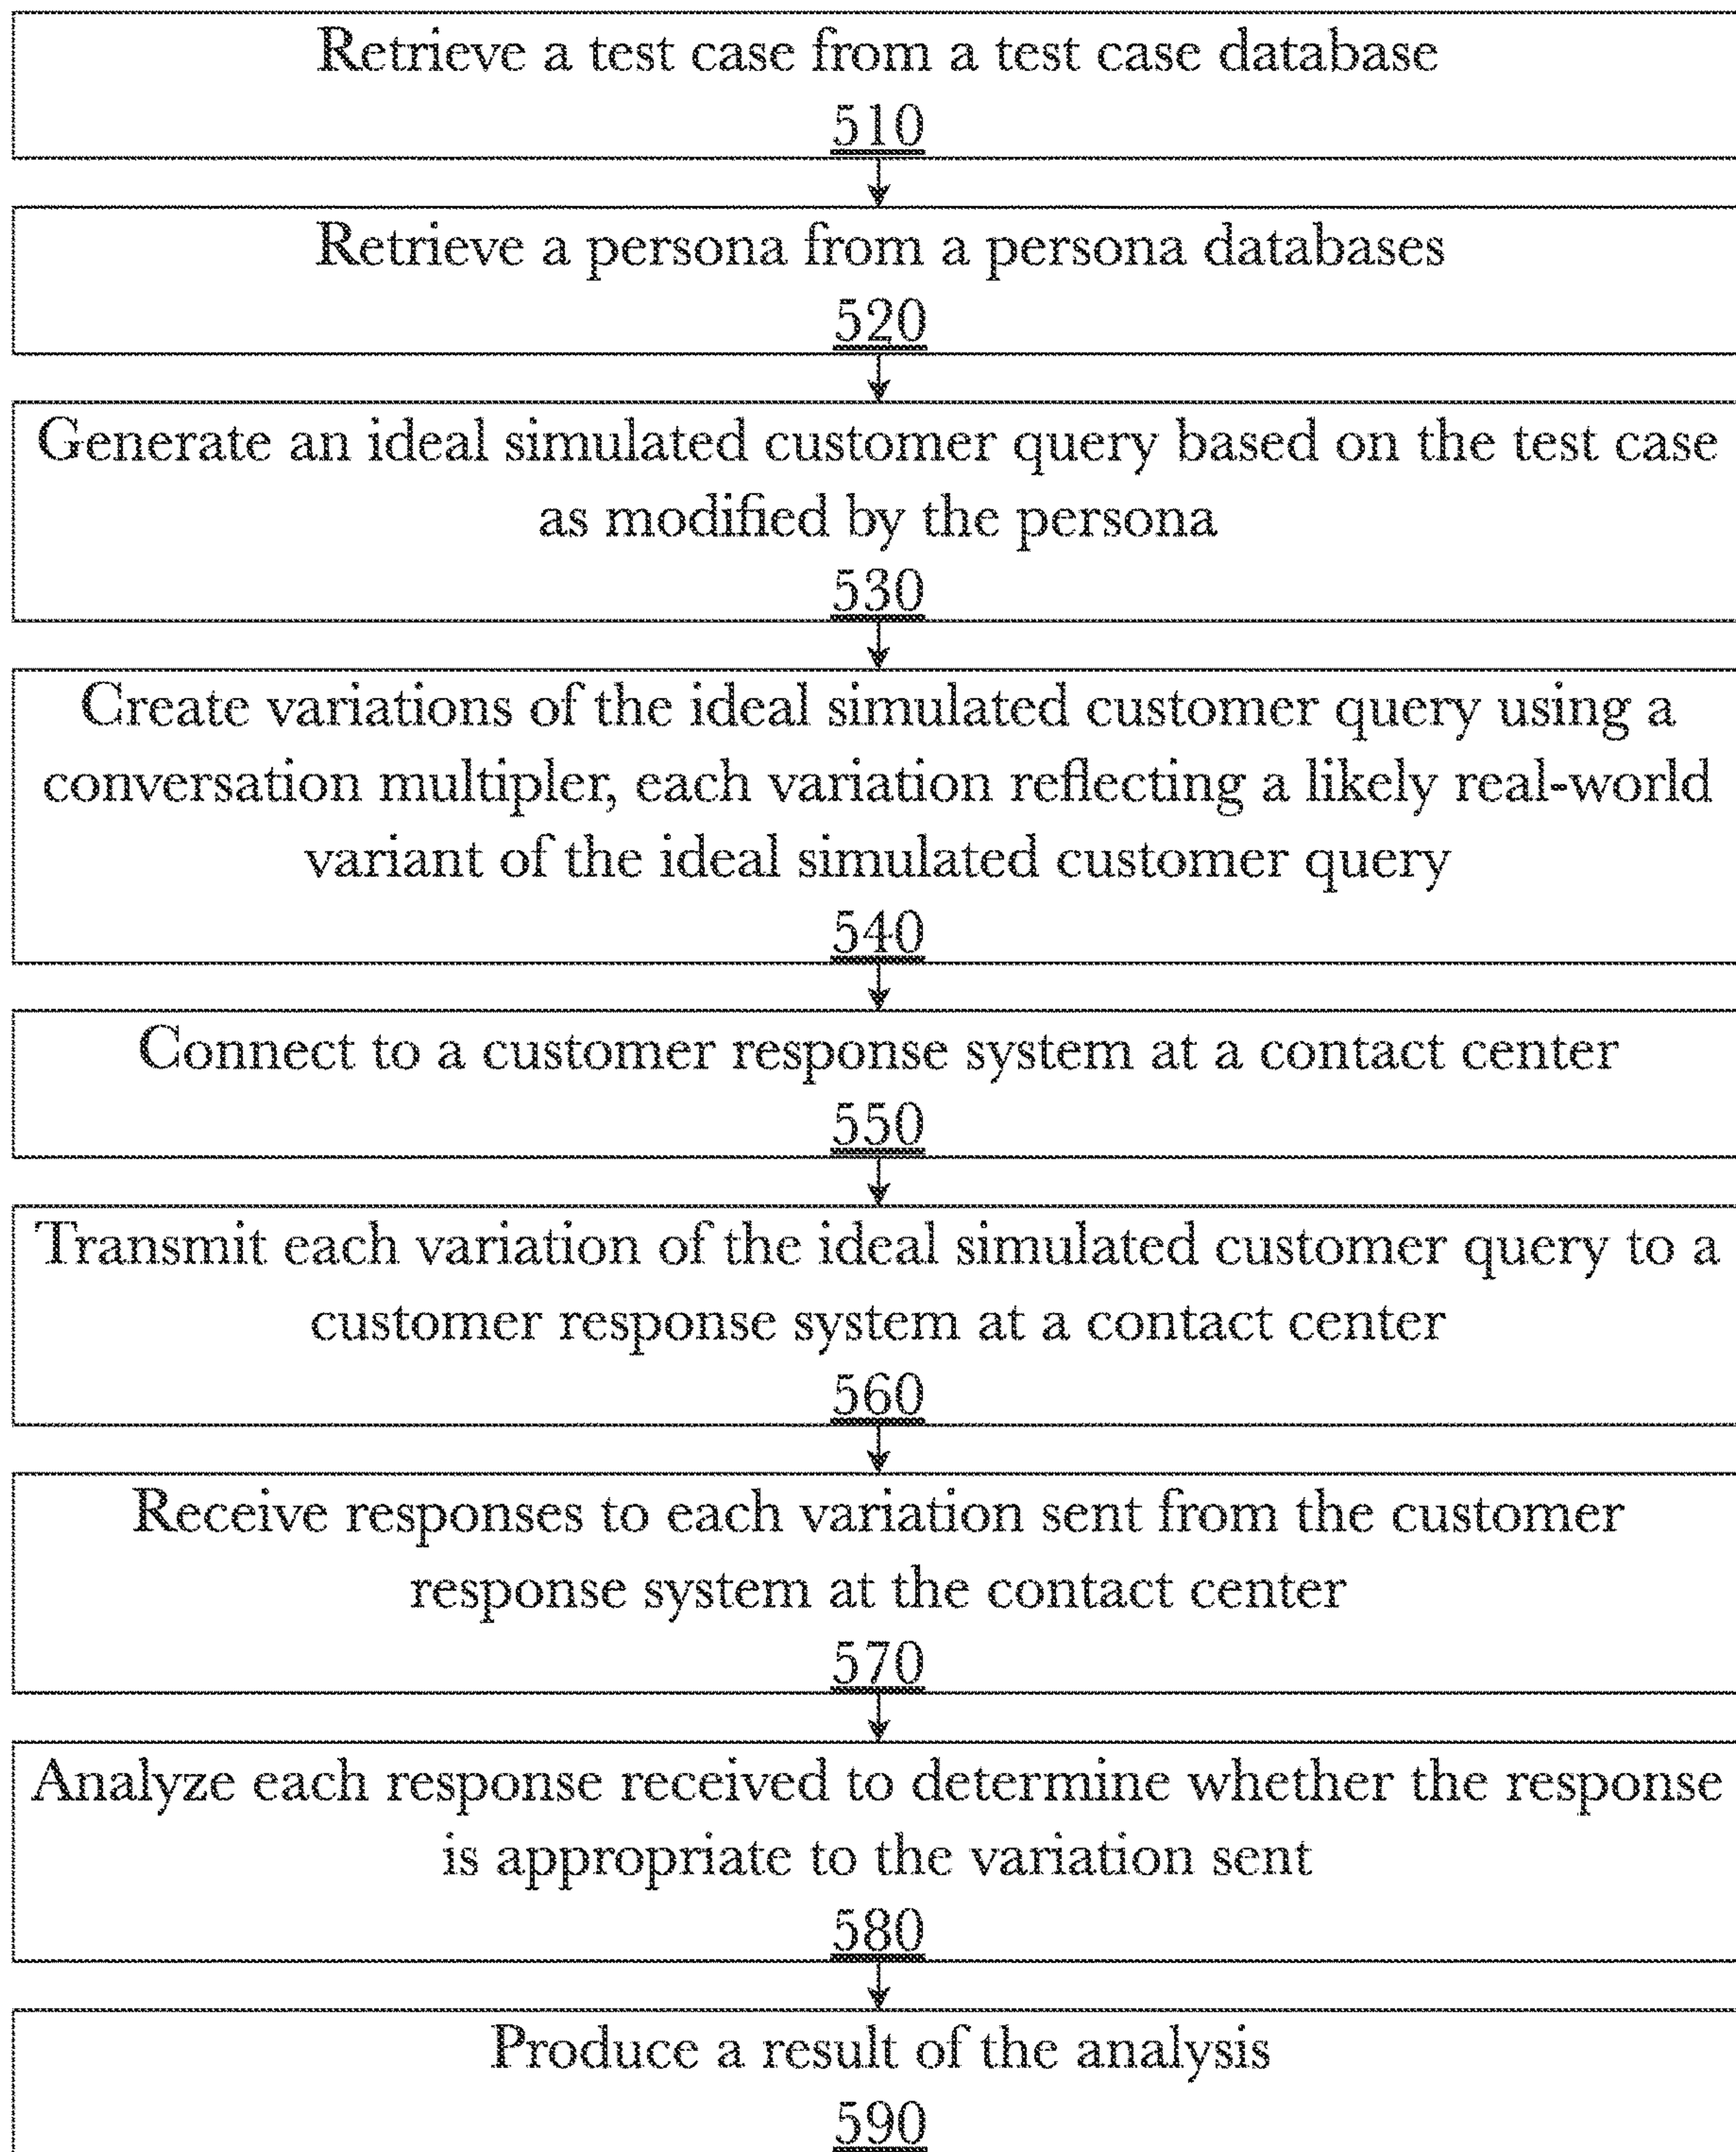 Retrieve a test case from a test case database
510
Retrieve a persona from a persona databases
520
Generate an ideal simulated customer query based on the test case
as modified by the persona
530
Create variations of the ideal simulated customer query using a
conversation multipler, each variation reflecting a likely real-world
variant of the ideal simulated customer query
540
Connect to a customer response system at a contact center
550
Transmit each variation of the ideal simulated customer query to a
customer response system at a contact center
560
Receive responses to each variation sent from the customer
response system at the contact center
570
Analyze each response received to determine whether the response
is appropriate to the variation sent
580
Produce a result of the analysis
590